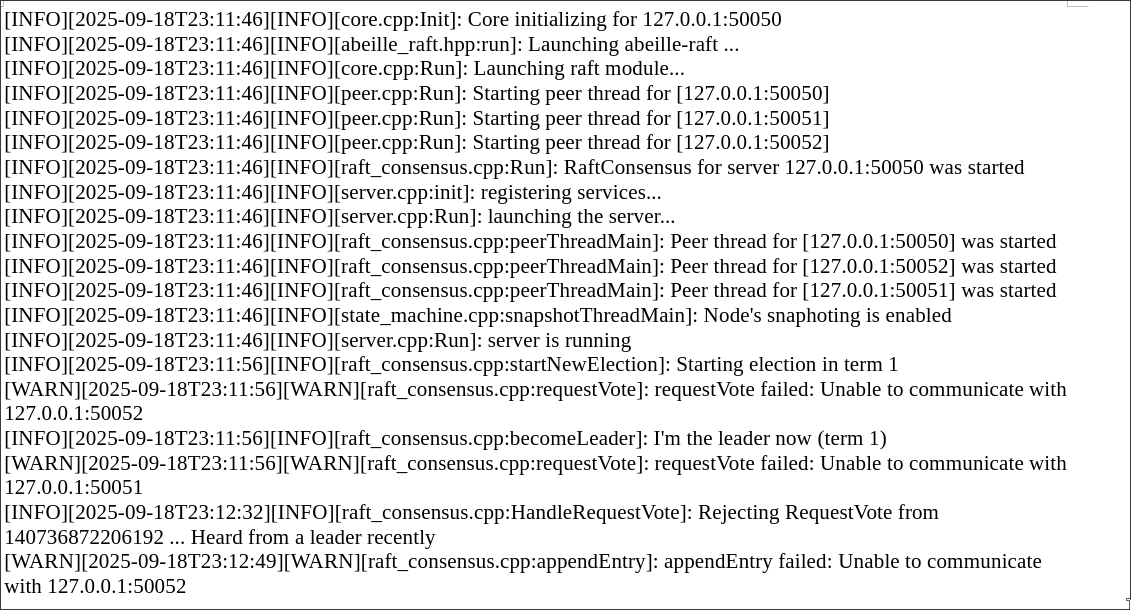 [INFO][2025-09-18T23:11:46][INFO][core.cpp:Init]: Core initializing for 127.0.0.1:50050
[INFO][2025-09-18T23:11:46][INFO][abeille_raft.hpp:run]: Launching abeille-raft ...
[INFO][2025-09-18T23:11:46][INFO][core.cpp:Run]: Launching raft module...
[INFO][2025-09-18T23:11:46][INFO][peer.cpp:Run]: Starting peer thread for [127.0.0.1:50050]
[INFO][2025-09-18T23:11:46][INFO][peer.cpp:Run]: Starting peer thread for [127.0.0.1:50051]
[INFO][2025-09-18T23:11:46][INFO][peer.cpp:Run]: Starting peer thread for [127.0.0.1:50052]
[INFO][2025-09-18T23:11:46][INFO][raft_consensus.cpp:Run]: RaftConsensus for server 127.0.0.1:50050 was started
[INFO][2025-09-18T23:11:46][INFO][server.cpp:init]: registering services...
[INFO][2025-09-18T23:11:46][INFO][server.cpp:Run]: launching the server...
[INFO][2025-09-18T23:11:46][INFO][raft_consensus.cpp:peerThreadMain]: Peer thread for [127.0.0.1:50050] was started
[INFO][2025-09-18T23:11:46][INFO][raft_consensus.cpp:peerThreadMain]: Peer thread for [127.0.0.1:50052] was started
[INFO][2025-09-18T23:11:46][INFO][raft_consensus.cpp:peerThreadMain]: Peer thread for [127.0.0.1:50051] was started
[INFO][2025-09-18T23:11:46][INFO][state_machine.cpp:snapshotThreadMain]: Node's snaphoting is enabled
[INFO][2025-09-18T23:11:46][INFO][server.cpp:Run]: server is running
[INFO][2025-09-18T23:11:56][INFO][raft_consensus.cpp:startNewElection]: Starting election in term 1
[WARN][2025-09-18T23:11:56][WARN][raft_consensus.cpp:requestVote]: requestVote failed: Unable to communicate with
127.0.0.1:50052
[INFO][2025-09-18T23:11:56][INFO][raft_consensus.cpp:becomeLeader]: I'm the leader now (term 1)
[WARN][2025-09-18T23:11:56][WARN][raft_consensus.cpp:requestVote]: requestVote failed: Unable to communicate with
127.0.0.1:50051
[INFO][2025-09-18T23:12:32][INFO][raft_consensus.cpp:HandleRequestVote]: Rejecting RequestVote from
140736872206192 ... Heard from a leader recently
[WARN][2025-09-18T23:12:49][WARN][raft_consensus.cpp:appendEntry]: appendEntry failed: Unable to communicate
with 127.0.0.1:50052